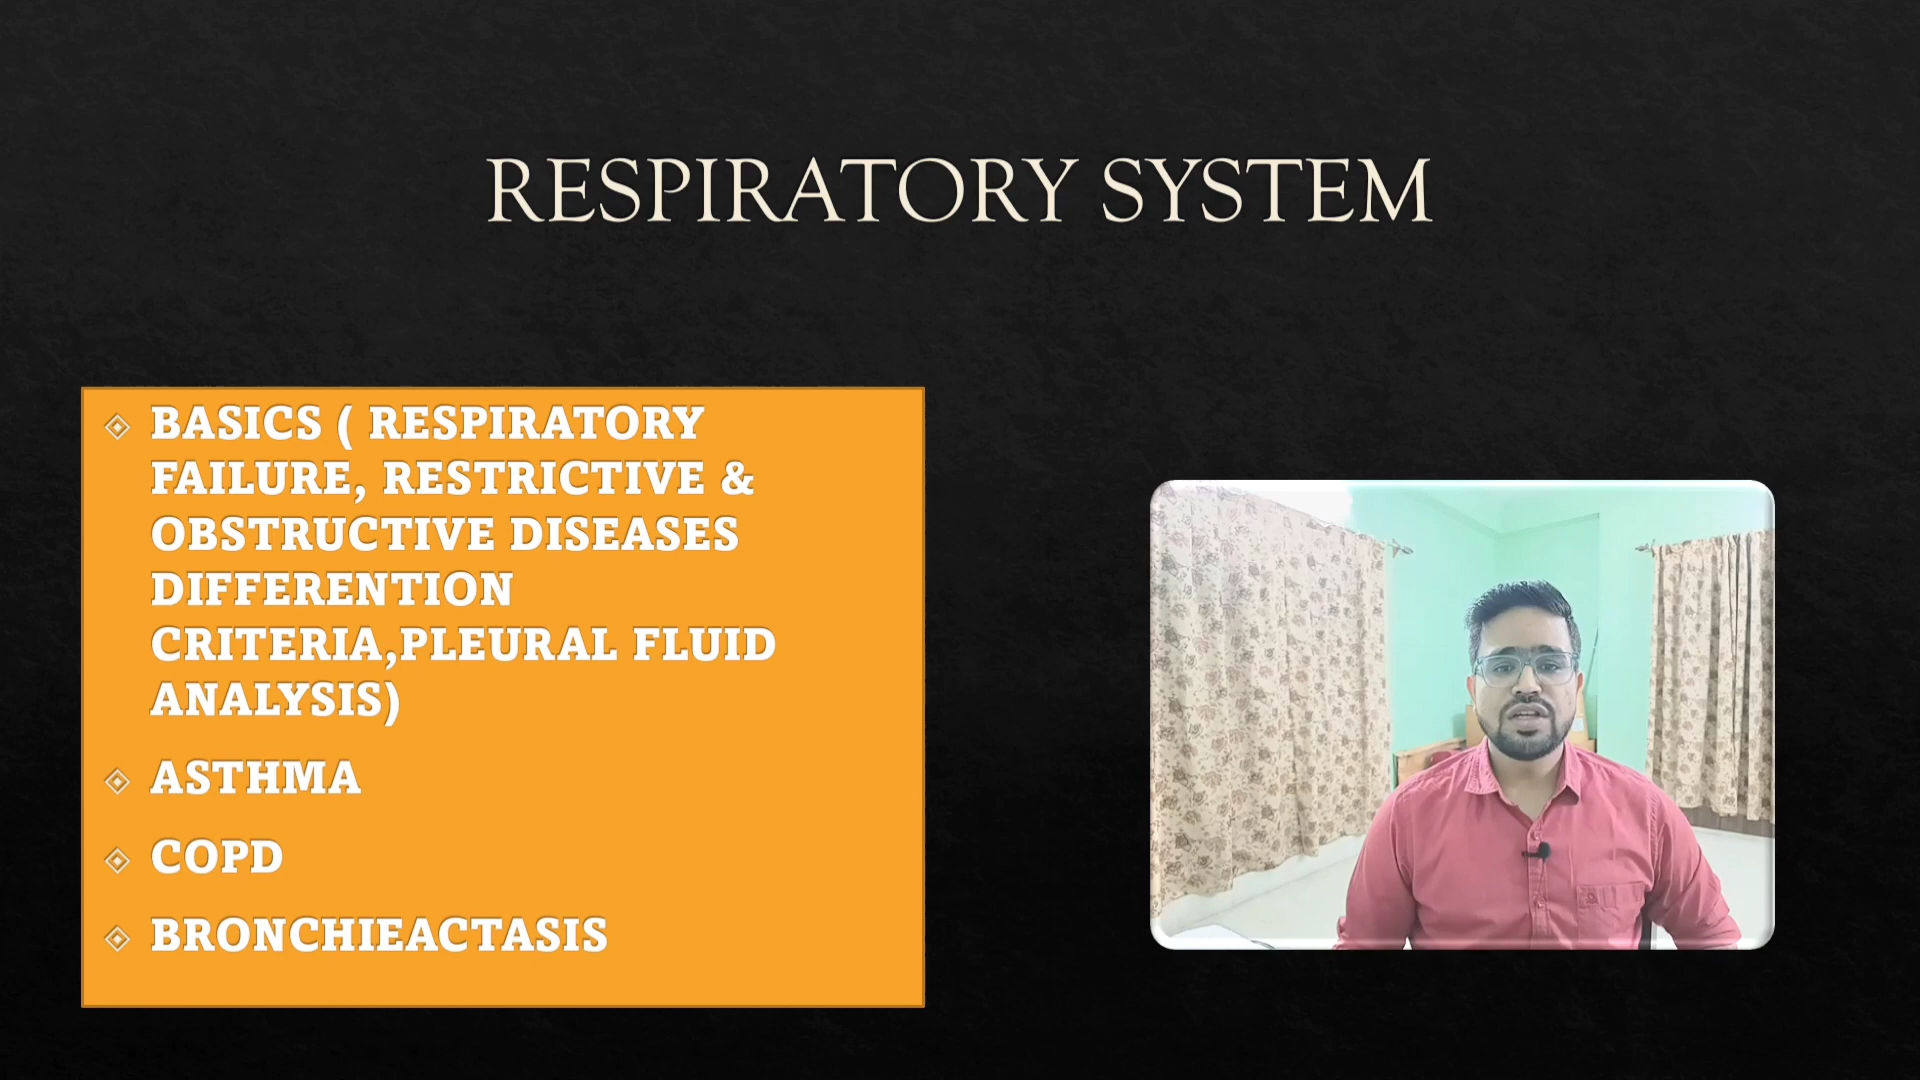 RESPIRATORY SYSTEM
BASICS ( RESPIRATORY
FAILURE, RESTRICTIVE &
OBSTRUCTIVE DISEASES
DIFFERENTION
CRITERIA,PLEURAL FLUID
ANALYSIS)
ASTHMA
COPD
BRONCHIEACTASIS